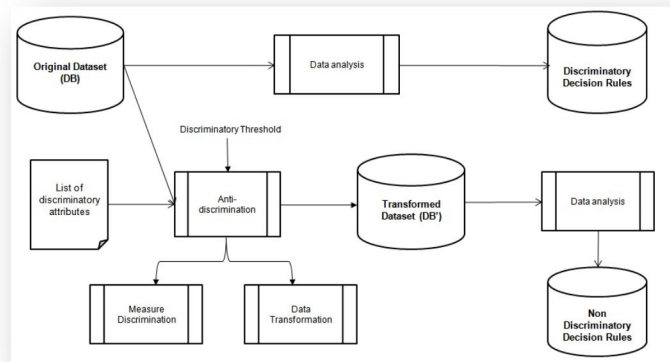 Original Dataset
(DB)
Data analysis
Discriminatory
Decision Rules
Discriminatory Threshold
List of
discriminatory
attributes
Anti-
discrimination
Transformed
Dataset (DB')
Data analysis
Measure
Discrimination
Data
Transformation
Non
Discriminatory
Decision Rules